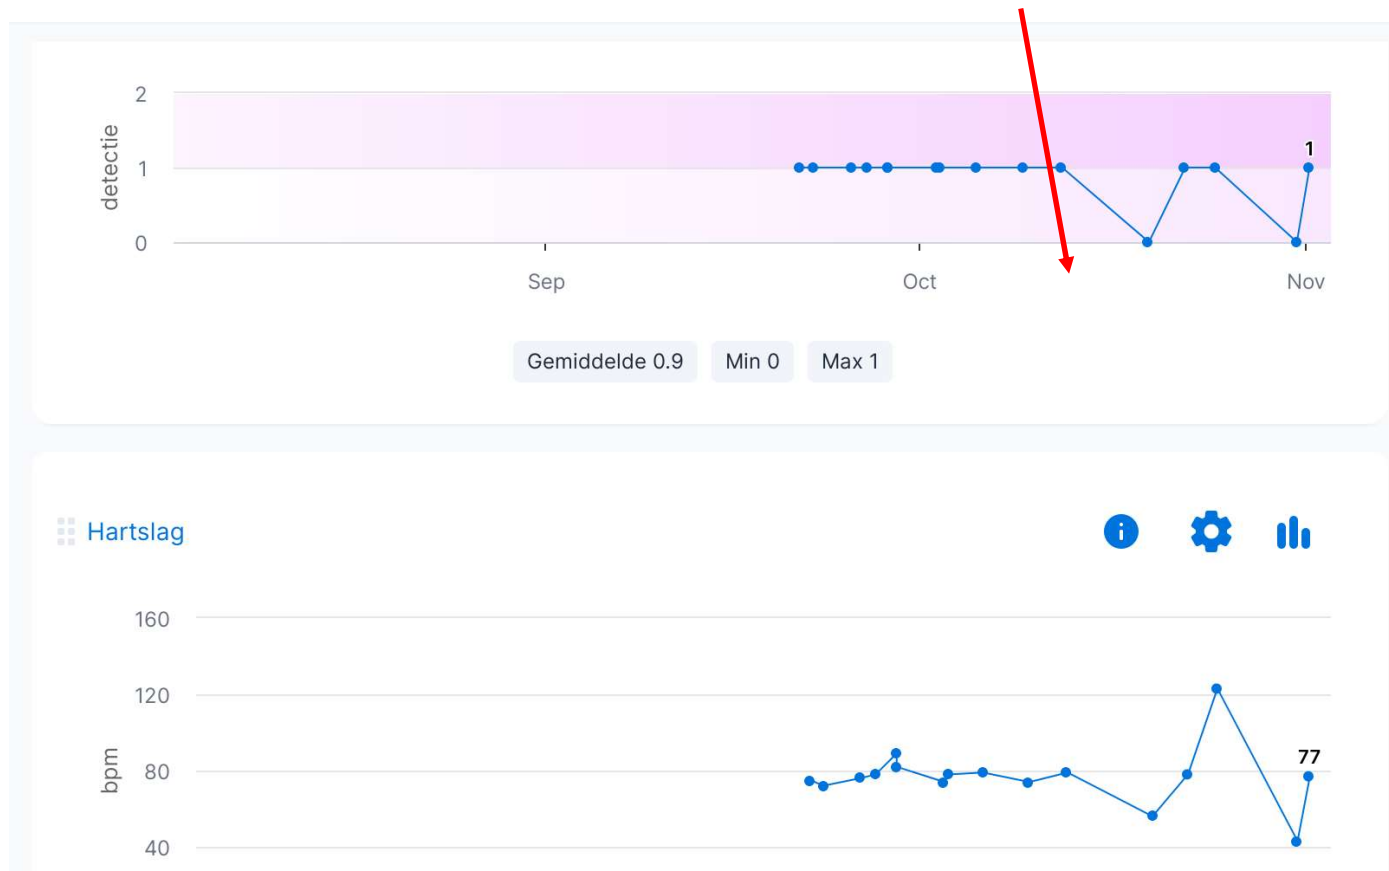 2
detectie
1
1
0
Sep Oct Nov
Gemiddelde 0.9 Min 0 Max 1
Hartslag
160
120
bpm
80
77
40